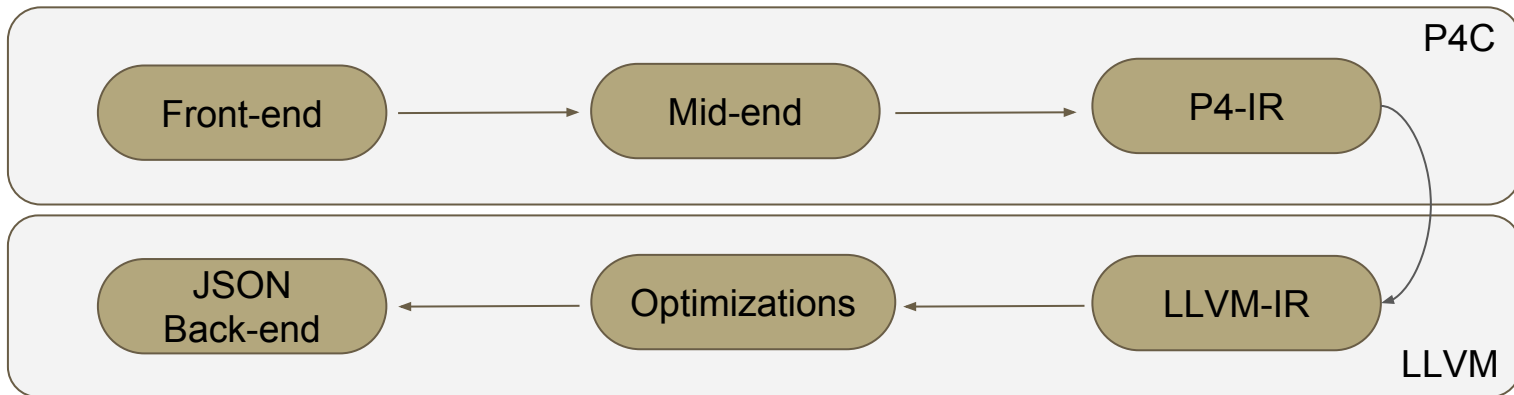 P4C
Front-end
Mid-end
P4-IR
JSON
Back-end
Optimizations
LLVM-IR
LLVM